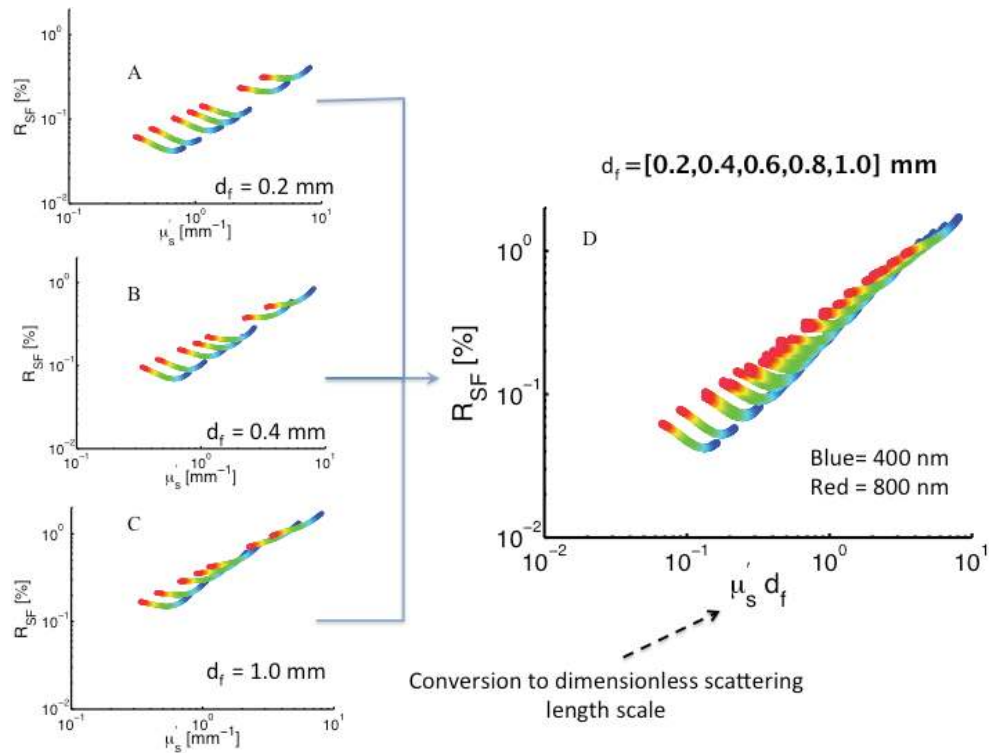 A
R_SF [%]
10^0
10^-1
10^-2
d_f = 0.2 mm
10^-1
10^0
10^1
μ_s' [mm^-1]
B
R_SF [%]
10^0
10^-1
10^-2
d_f = 0.4 mm
10^-1
10^0
10^1
μ_s' [mm^-1]
C
R_SF [%]
10^0
10^-1
10^-2
d_f = 1.0 mm
10^-1
10^0
10^1
μ_s' [mm^-1]
d_f =[0.2,0.4,0.6,0.8,1.0] mm
D
R_SF [%]
10^0
10^-1
10^-2
Blue= 400 nm
Red = 800 nm
10^-2
10^-1
10^0
10^1
μ_s' d_f
Conversion to dimensionless scattering
length scale